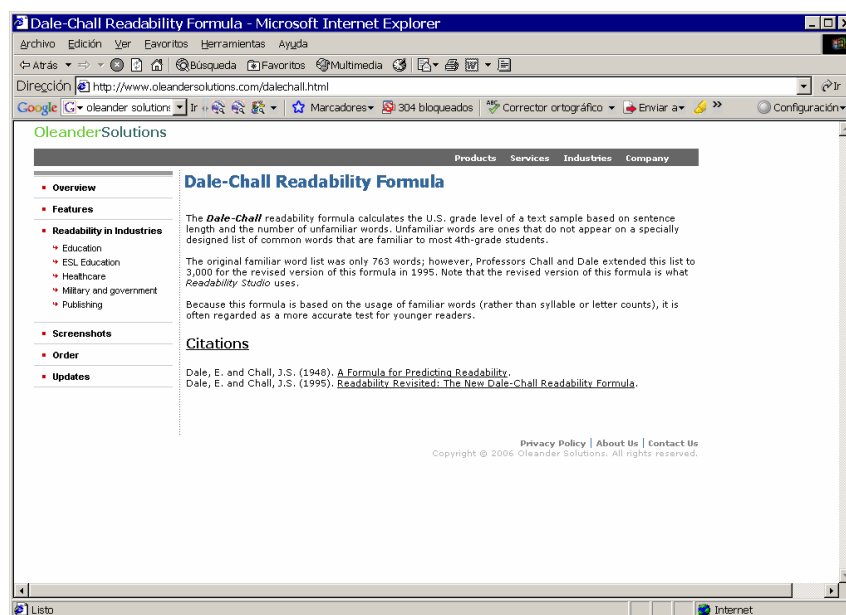 Dale-Chall Readability Formula - Microsoft Internet Explorer
Archivo Edición Ver Favoritos Herramientas Ayuda
Atrás Búsqueda Favoritos Multimedia
Dirección http://www.oleandersolutions.com/dalechall.html Ir
Google G oleander solutions Ir Marcadores 304 bloqueados ABC Corrector ortográfico Enviar a » Configuración
OleanderSolutions
Products Services Industries Company
Overview
Features
Readability in Industries
Education
ESL Education
Healthcare
Military and government
Publishing
Screenshots
Order
Updates
Dale-Chall Readability Formula
The Dale-Chall readability formula calculates the U.S. grade level of a text sample based on sentence
length and the number of unfamiliar words. Unfamiliar words are ones that do not appear on a specially
designed list of common words that are familiar to most 4th-grade students.
The original familiar word list was only 763 words; however, Professors Chall and Dale extended this list to
3,000 for the revised version of this formula in 1995. Note that the revised version of this formula is what
Readability Studio uses.
Because this formula is based on the usage of familiar words (rather than syllable or letter counts), it is
often regarded as a more accurate test for younger readers.
Citations
Dale, E. and Chall, J.S. (1948). A Formula for Predicting Readability.
Dale, E. and Chall, J.S. (1995). Readability Revisited: The New Dale-Chall Readability Formula.
Privacy Policy | About Us | Contact Us
Copyright © 2006 Oleander Solutions. All rights reserved.
Listo Internet